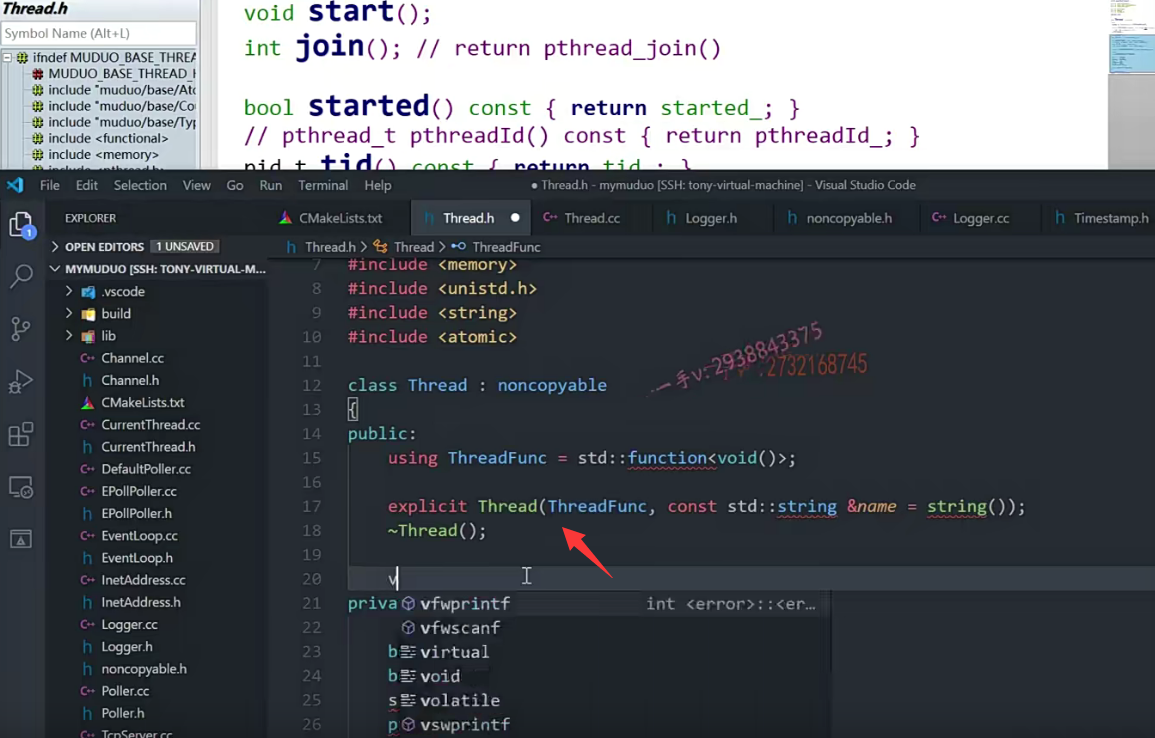 Thread.h
Symbol Name (Alt+L)
ifndef MUDUO_BASE_THREA
MUDUO_BASE_THREAD_H
include "muduo/base/Ato
include "muduo/base/Co
include "muduo/base/Typ
include <functional>
include <memory>
void start();
int join(); // return pthread_join()
bool started() const { return started_; }
// pthread_t pthreadId() const { return pthreadId_; }
pid_t tid() const { return tid_; }
File Edit Selection View Go Run Terminal Help
● Thread.h - mymuduo [SSH: tony-virtual-machine] - Visual Studio Code
EXPLORER
CMakeLists.txt
Thread.h ●
Thread.cc
Logger.h
noncopyable.h
Logger.cc
Timestamp.h
OPEN EDITORS 1 UNSAVED
Thread.h > Thread > ThreadFunc
MYMUDUO [SSH: TONY-VIRTUAL-M...
.vscode
build
lib
Channel.cc
Channel.h
CMakeLists.txt
CurrentThread.cc
CurrentThread.h
DefaultPoller.cc
EPollPoller.cc
EPollPoller.h
EventLoop.cc
EventLoop.h
InetAddress.cc
InetAddress.h
Logger.cc
Logger.h
noncopyable.h
Poller.cc
Poller.h
TcpServer.cc
1
7 #include <memory>
8 #include <unistd.h>
9 #include <string>
10 #include <atomic>
11
12 class Thread : noncopyable
13 {
14 public:
15 using ThreadFunc = std::function<void()>;
16
17 explicit Thread(ThreadFunc, const std::string &name = string());
18 ~Thread();
19
20 v
21 priva
22
23 b
24 b
25 s
26 p
vfwprintf int <error>::<er...
vfwscanf
virtual
void
volatile
vswprintf
一手V:2938843375
:2732168745